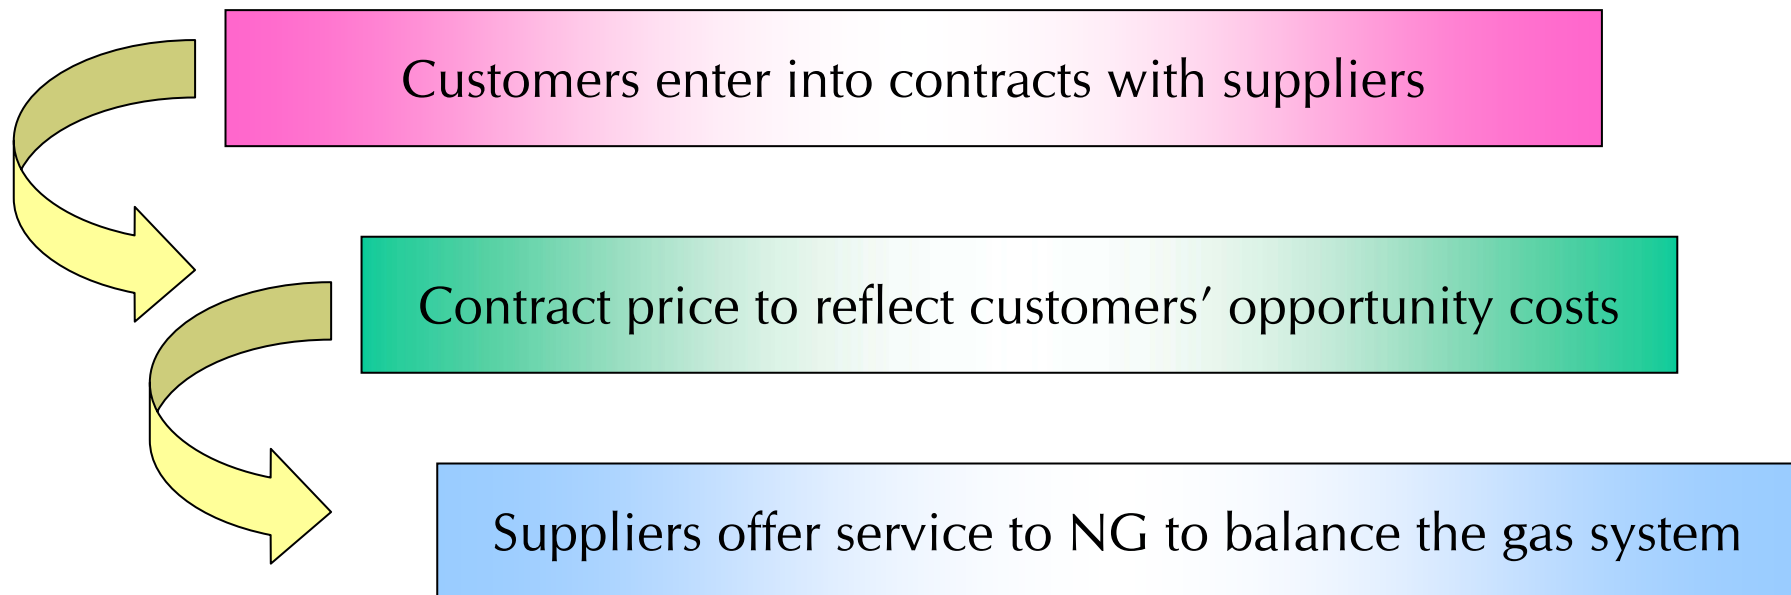 Customers enter into contracts with suppliers
Contract price to reflect customers’ opportunity costs
Suppliers offer service to NG to balance the gas system